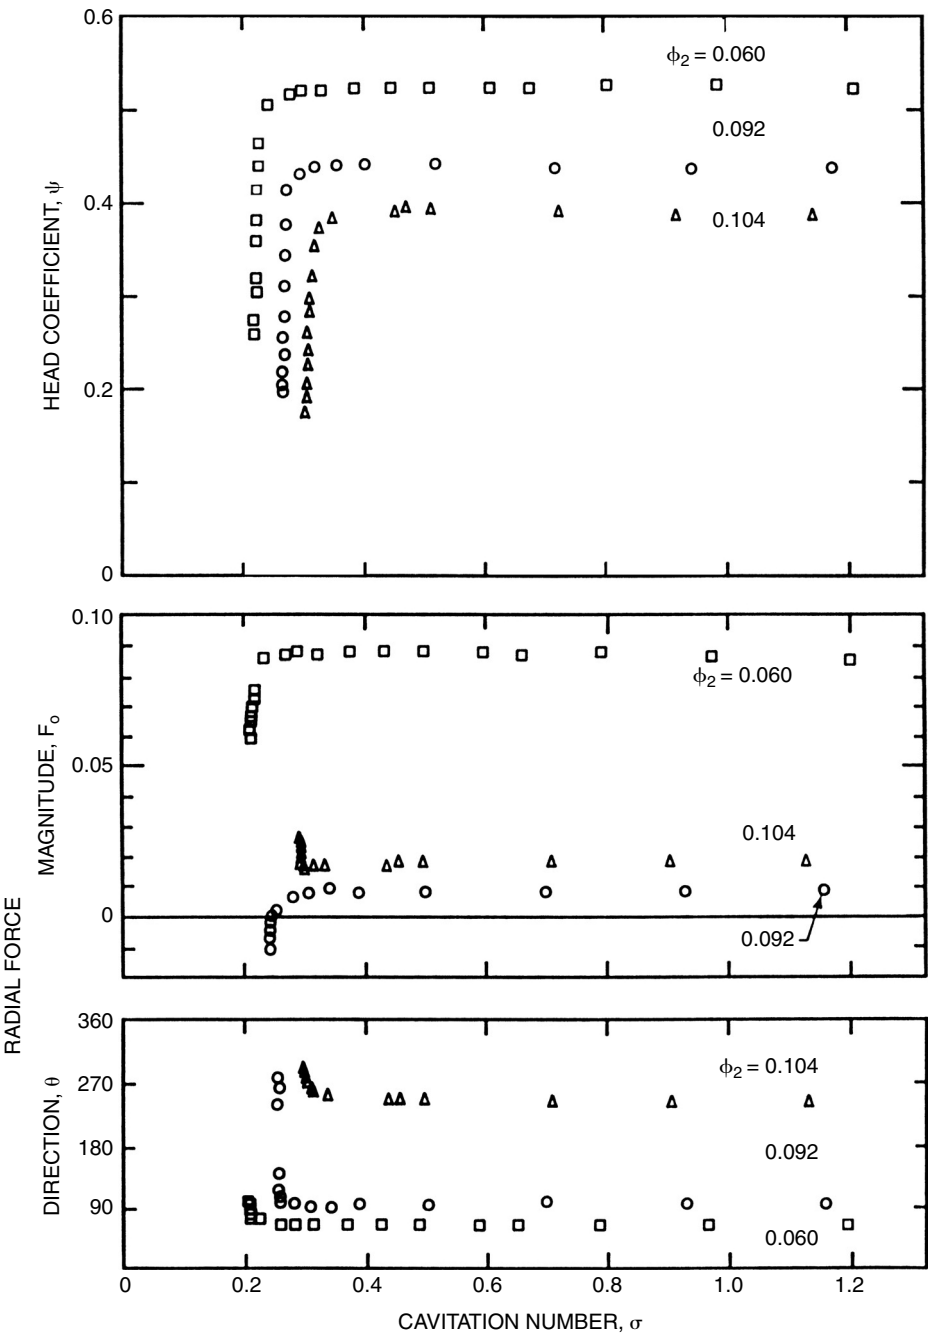 0.6
ϕ2 = 0.060
0.092
0.4
0.104
HEAD COEFFICIENT, ψ
0.2
0
0.10
ϕ2 = 0.060
0.05
0.104
0
0.092
MAGNITUDE, Fo
RADIAL FORCE
360
ϕ2 = 0.104
270
180
0.092
90
0.060
DIRECTION, θ
0 0.2 0.4 0.6 0.8 1.0 1.2
CAVITATION NUMBER, σ